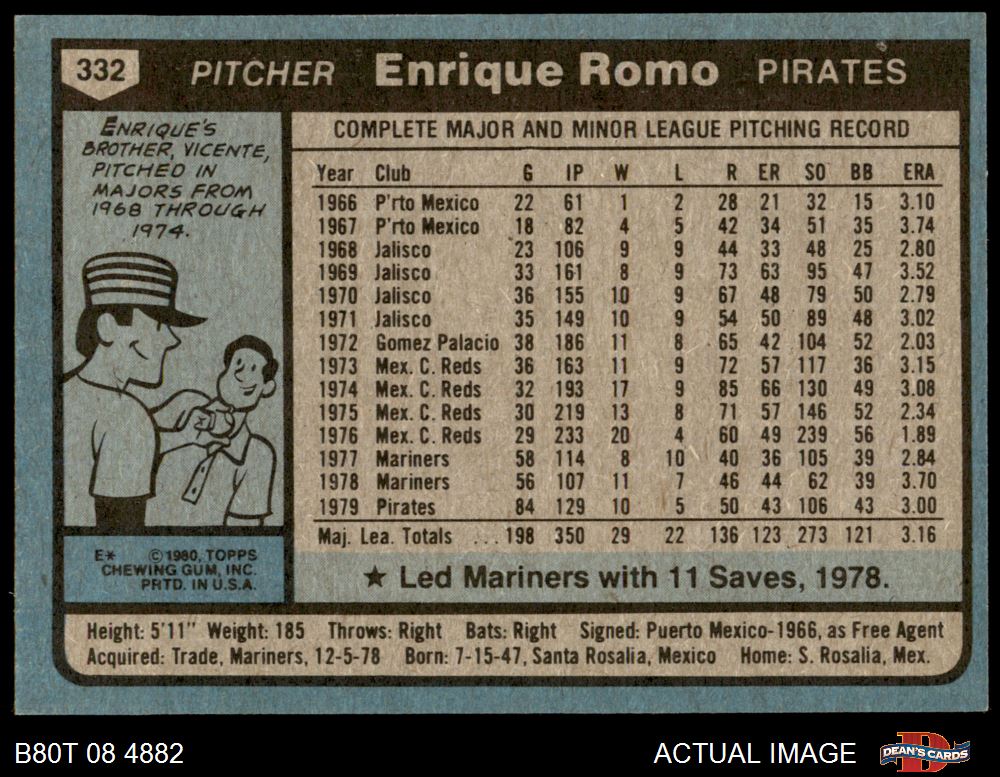 332 PITCHER Enrique Romo PIRATES
ENRIQUE'S
BROTHER, VICENTE,
PITCHED IN
MAJORS FROM
1968 THROUGH
1974.
COMPLETE MAJOR AND MINOR LEAGUE PITCHING RECORD
Year Club G IP W L R ER SO BB ERA
1966 P'rto Mexico 22 61 1 2 28 21 32 15 3.10
1967 P'rto Mexico 18 82 4 5 42 34 51 35 3.74
1968 Jalisco 23 106 9 9 44 33 48 25 2.80
1969 Jalisco 33 161 8 9 73 63 95 47 3.52
1970 Jalisco 36 155 10 9 67 48 79 50 2.79
1971 Jalisco 35 149 10 9 54 50 89 48 3.02
1972 Gomez Palacio 38 186 11 8 65 42 104 52 2.03
1973 Mex. C. Reds 36 163 11 9 72 57 117 36 3.15
1974 Mex. C. Reds 32 193 17 9 85 66 130 49 3.08
1975 Mex. C. Reds 30 219 13 8 71 57 146 52 2.34
1976 Mex. C. Reds 29 233 20 4 60 49 239 56 1.89
1977 Mariners 58 114 8 10 40 36 105 39 2.84
1978 Mariners 56 107 11 7 46 44 62 39 3.70
1979 Pirates 84 129 10 5 50 43 106 43 3.00
Maj. Lea. Totals ... 198 350 29 22 136 123 273 121 3.16
★ Led Mariners with 11 Saves, 1978.
E* © 1980, TOPPS
CHEWING GUM, INC.
PRTD. IN U.S.A.
Height: 5'11" Weight: 185 Throws: Right Bats: Right Signed: Puerto Mexico-1966, as Free Agent
Acquired: Trade, Mariners, 12-5-78 Born: 7-15-47, Santa Rosalia, Mexico Home: S. Rosalia, Mex.
B80T 08 4882 ACTUAL IMAGE D DEAN'S CARDS